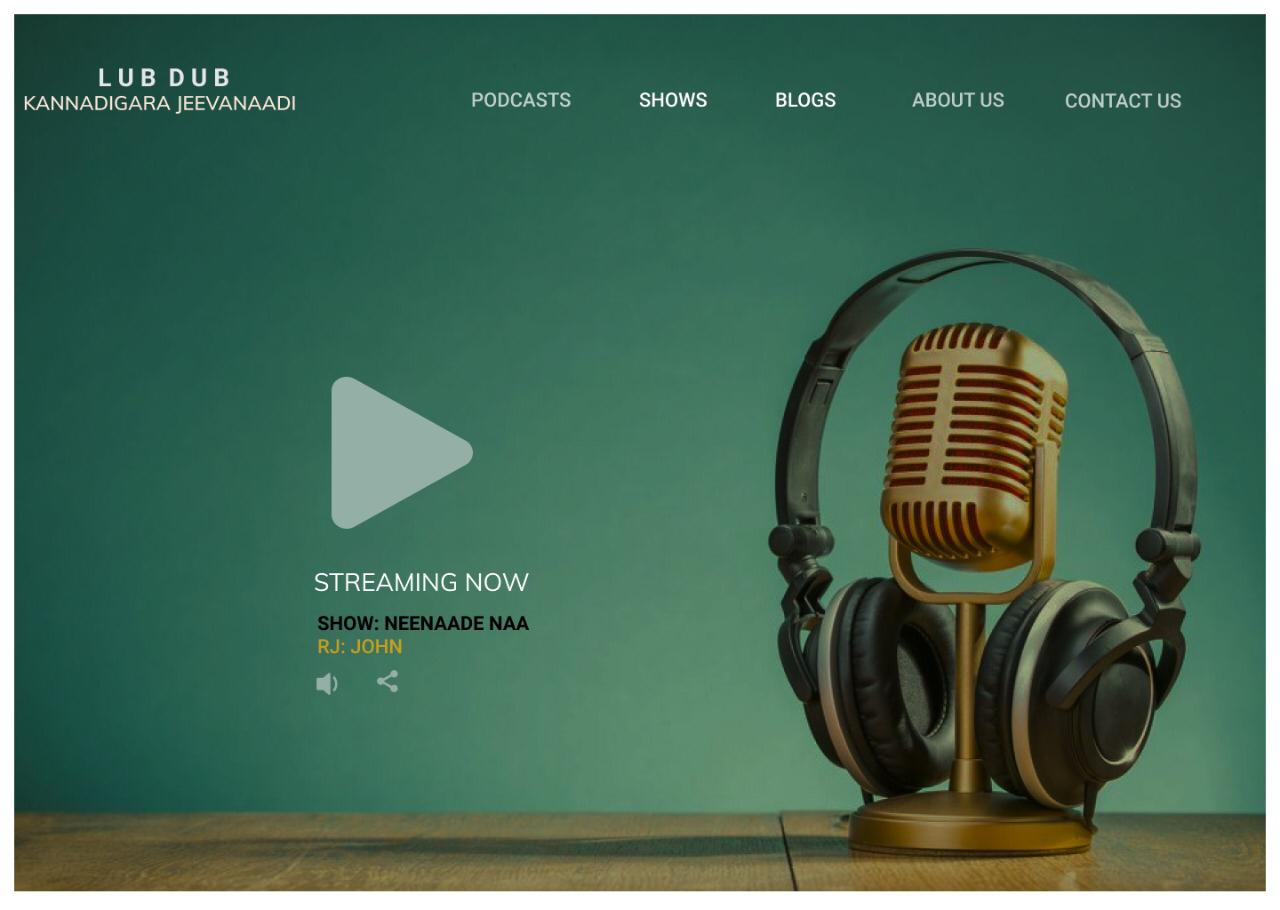 LUB DUB
KANNADIGARA JEEVANAADI
PODCASTS SHOWS BLOGS ABOUT US CONTACT US
STREAMING NOW
SHOW: NEENAADE NAA
RJ: JOHN